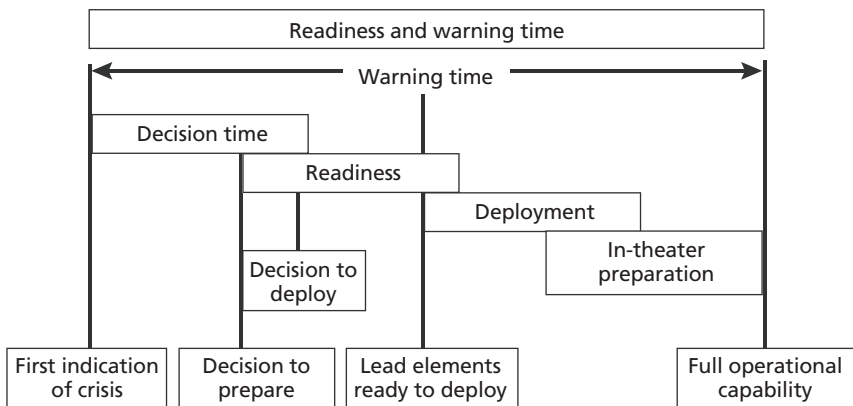 Readiness and warning time
Warning time
Decision time
Readiness
Deployment
In-theater
preparation
Decision to
deploy
First indication
of crisis
Decision to
prepare
Lead elements
ready to deploy
Full operational
capability